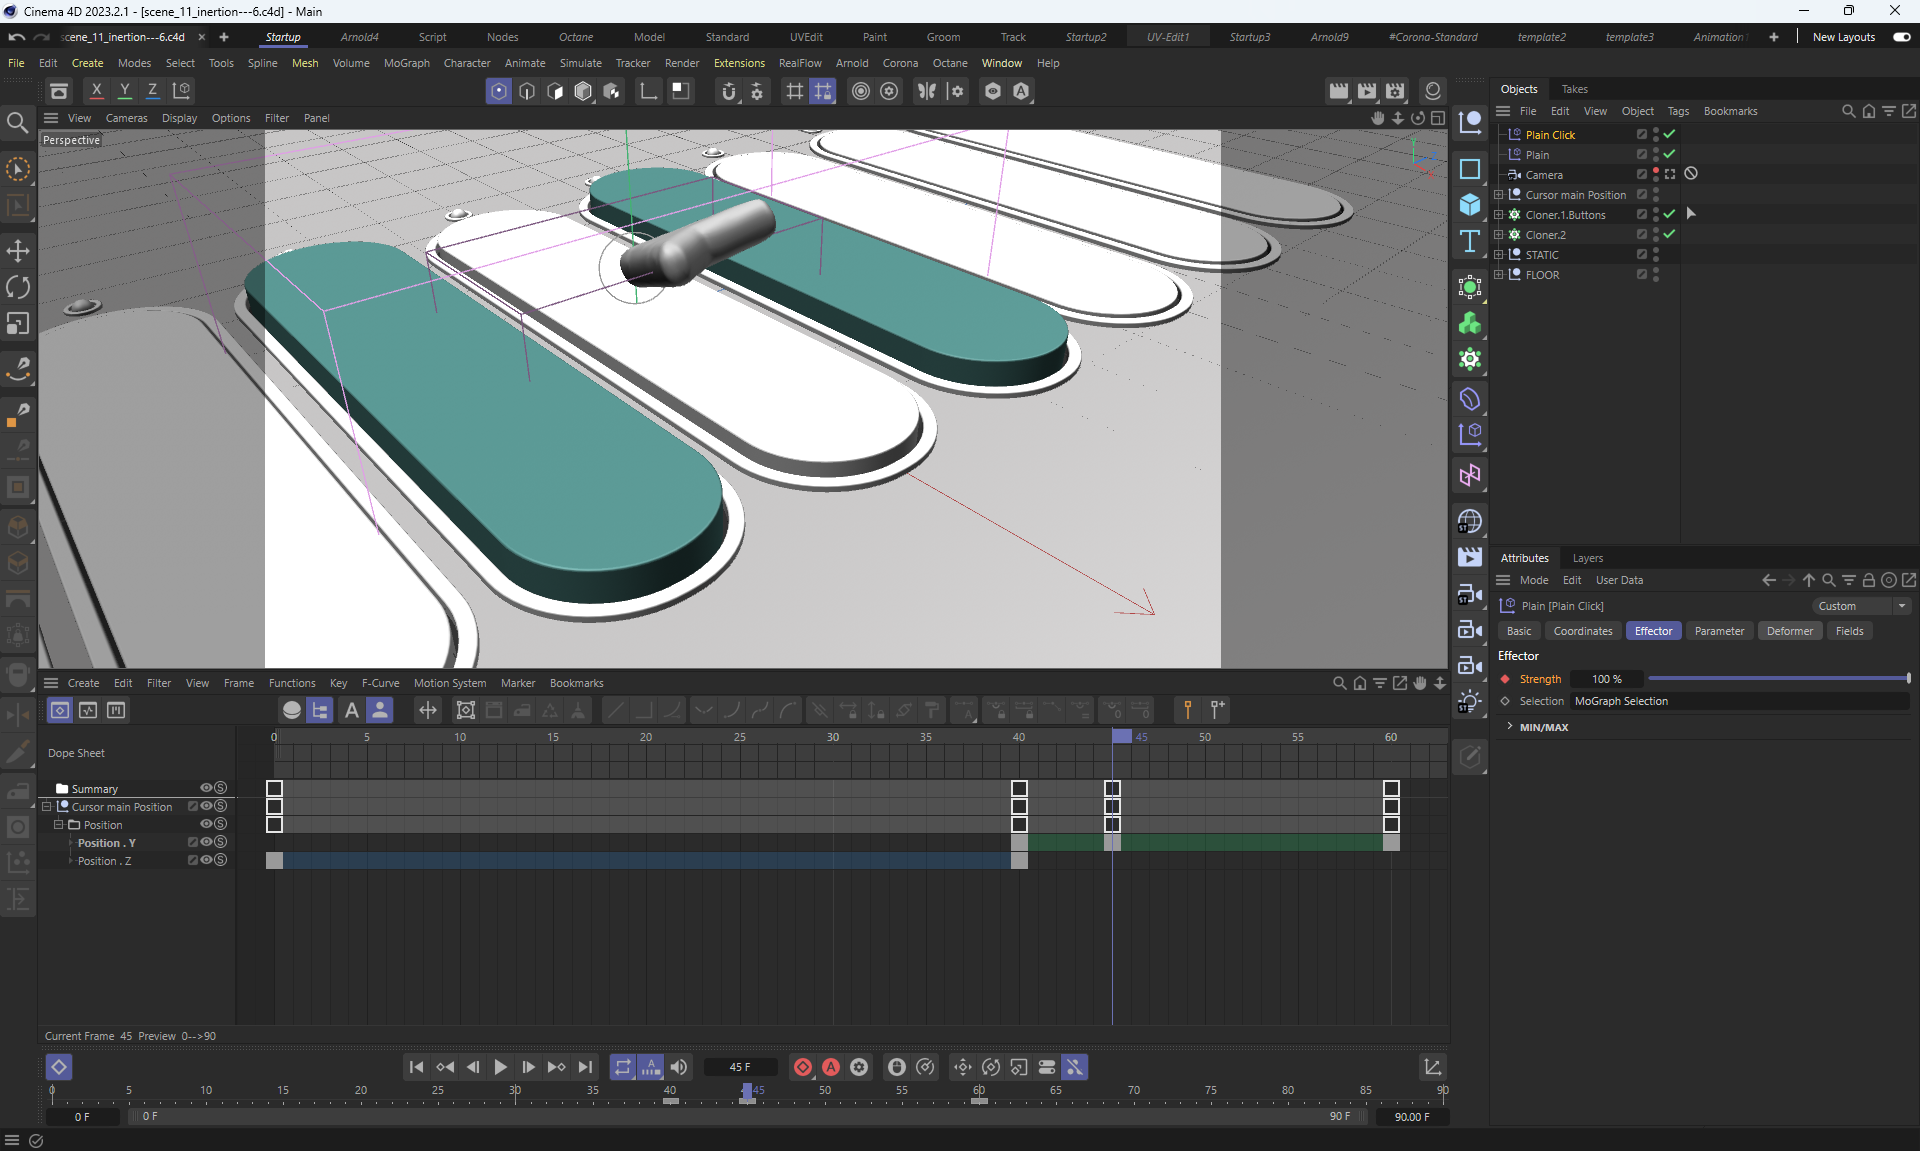 Cinema 4D 2023.2.1 - [scene_11_inertion---6.c4d] - Main
scene_11_inertion---6.c4d
Startup Arnold4 Script Nodes Octane Model Standard UVEdit Paint Groom Track Startup2 UV-Edit1 Startup3 Arnold9 #Corona-Standard template2 template3 Animation New Layouts
File Edit Create Modes Select Tools Spline Mesh Volume MoGraph Character Animate Simulate Tracker Render Extensions RealFlow Arnold Corona Octane Window Help
X Y Z
Objects Takes
View Cameras Display Options Filter Panel
File Edit View Object Tags Bookmarks
Perspective
Plain Click
Plain
Camera
Cursor main Position
Cloner.1.Buttons
Cloner.2
STATIC
FLOOR
Attributes Layers
Mode Edit User Data
Plain [Plain Click] Custom
Basic Coordinates Effector Parameter Deformer Fields
Effector
Strength 100 %
Selection MoGraph Selection
MIN/MAX
Create Edit Filter View Frame Functions Key F-Curve Motion System Marker Bookmarks
0 5 10 15 20 25 30 35 40 45 50 55 60
Dope Sheet
Summary
Cursor main Position
Position
Position . Y
Position . Z
Current Frame 45 Preview 0-->90
45 F
0 5 10 15 20 25 30 35 40 45 50 55 60 65 70 75 80 85 90
0 F 0 F 90 F 90.00 F